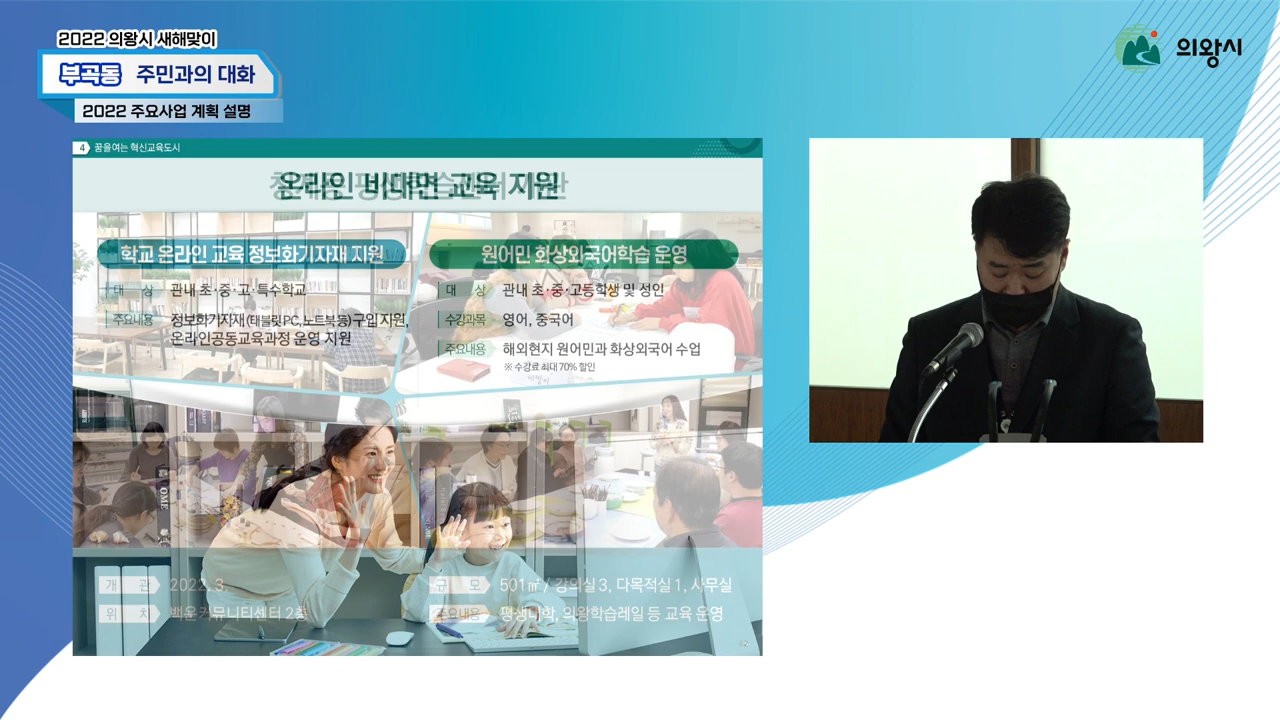 2022 의왕시 새해맞이
부곡동 주민과의 대화
2022 주요사업 계획 설명
의왕시
4 꿈을여는 혁신교육도시
온라인 비대면 교육 지원
학교 온라인 교육 정보화기자재 지원
대 상 관내 초·중·고·특수학교
주요내용 정보화기자재(태블릿PC, 노트북 등) 구입 지원,
온라인공동교육과정 운영 지원
원어민 화상외국어학습 운영
대 상 관내 초·중·고등학생 및 성인
수강과목 영어, 중국어
주요내용 해외현지 원어민과 화상외국어 수업
※ 수강료 최대 70% 할인
개 관 2022. 3.
위 치 백운커뮤니티센터 2층
규 모 501㎡ / 강의실 3, 다목적실 1, 사무실
주요내용 평생대학, 의왕학습레일 등 교육 운영